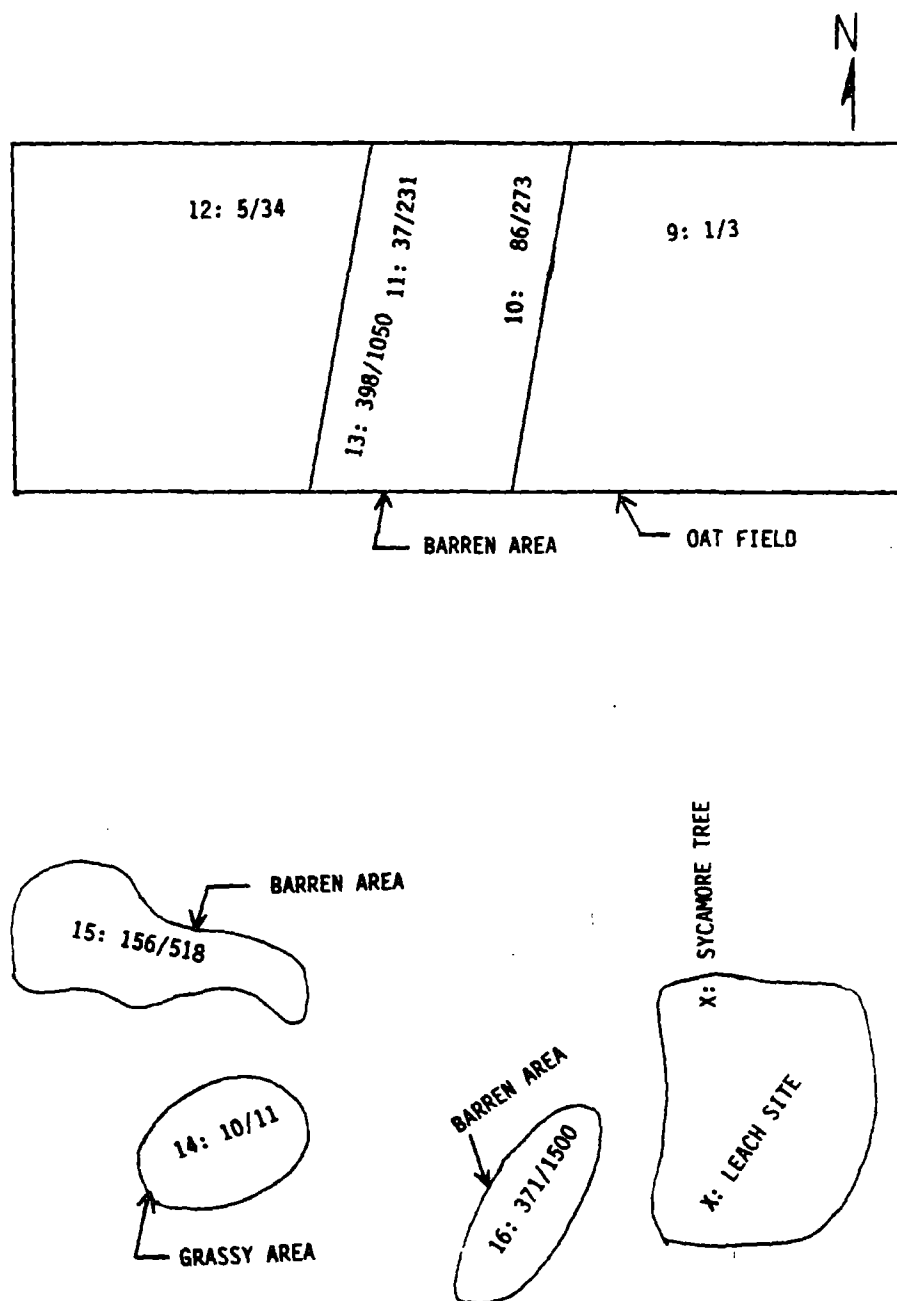 N
12: 5/34
13: 398/1050 11: 37/231
10: 86/273
9: 1/3
BARREN AREA
OAT FIELD
X: SYCAMORE TREE
BARREN AREA
15: 156/518
BARREN AREA
14: 10/11
16: 371/1500
X: LEACH SITE
GRASSY AREA